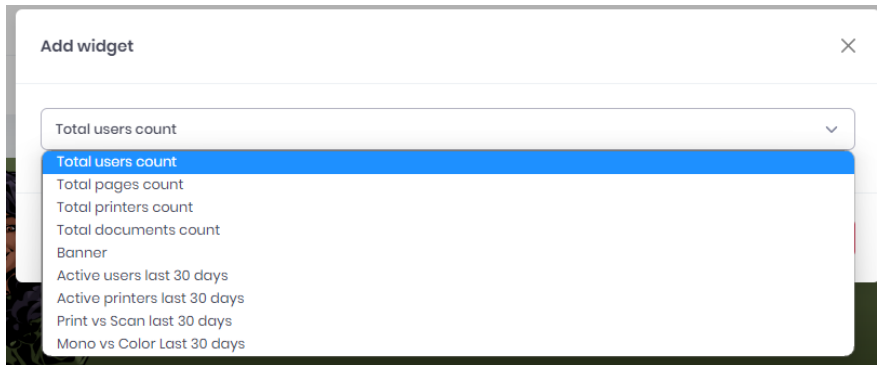 Add widget
Total users count
Total users count
Total pages count
Total printers count
Total documents count
Banner
Active users last 30 days
Active printers last 30 days
Print vs Scan last 30 days
Mono vs Color Last 30 days